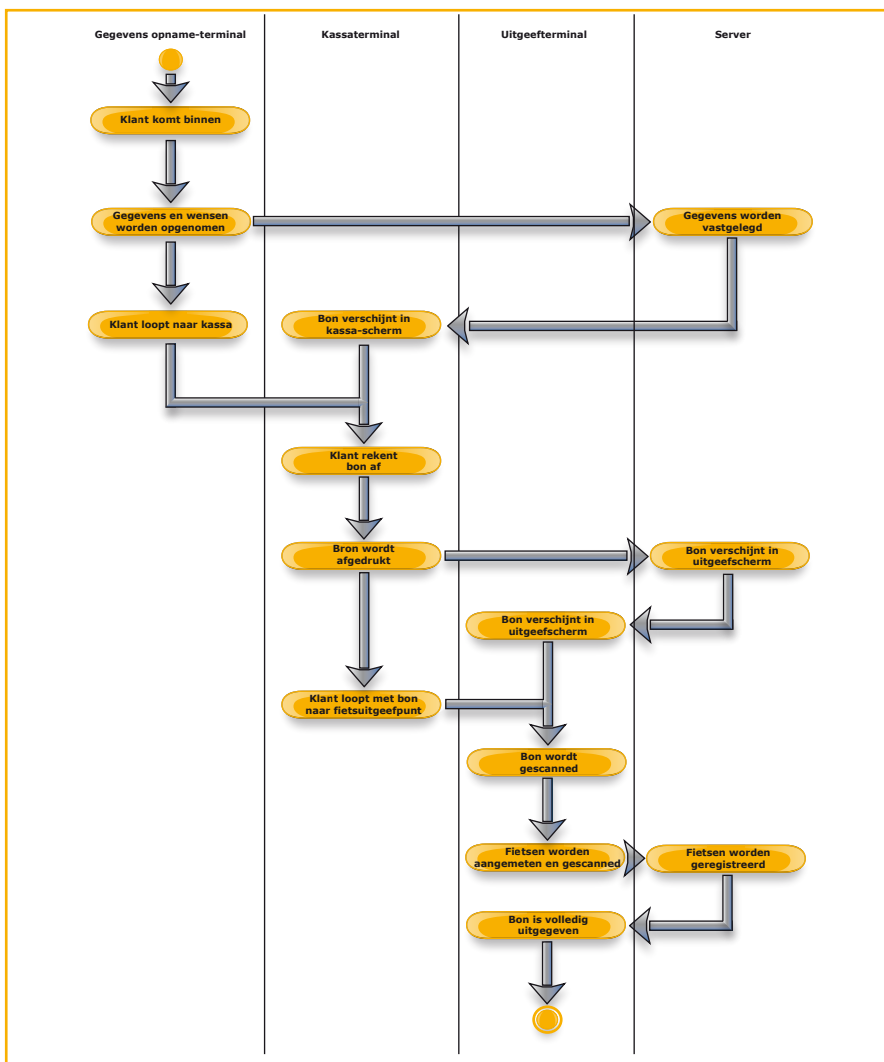 Gegevens opname-terminal
Kassaterminal
Uitgeefterminal
Server
Klant komt binnen
Gegevens en wensen
worden opgenomen
Gegevens worden
vastgelegd
Klant loopt naar kassa
Bon verschijnt in
kassa-scherm
Klant rekent
bon af
Bron wordt
afgedrukt
Bon verschijnt in
uitgeefscherm
Bon verschijnt in
uitgeefscherm
Klant loopt met bon
naar fietsuitgeefpunt
Bon wordt
gescanned
Fietsen worden
aangemeten en gescanned
Fietsen worden
geregistreerd
Bon is volledig
uitgegeven